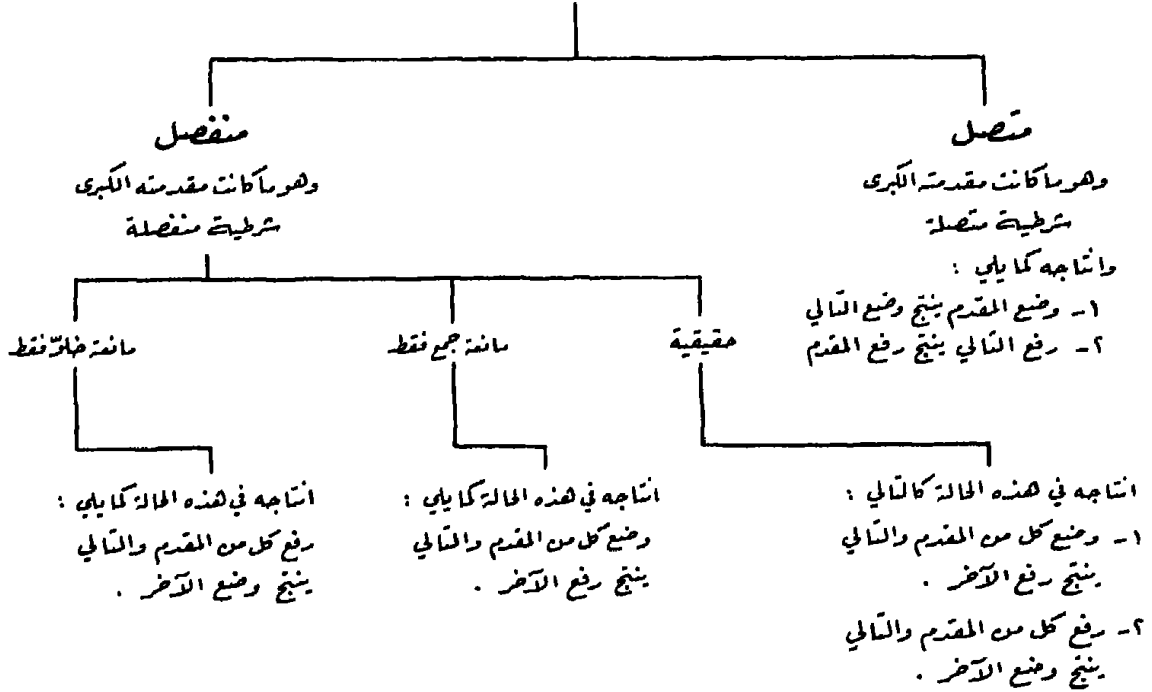 متصل
وهو ما كانت مقدمته الكبرى
شرطية متصلة
وانتاجه كما يلي :
١- وضع المقدم ينتج وضع التالي
٢- رفع التالي ينتج رفع المقدم
منفصل
وهو ما كانت مقدمته الكبرى
شرطية منفصلة
حقيقية
مانعة جمع فقط
مانعة خلوّ فقط
انتاجه في هذه الحالة كالتالي :
١- وضع كل من المقدم والتالي
ينتج رفع الآخر .
٢- رفع كل من المقدم والتالي
ينتج وضع الآخر .
انتاجه في هذه الحالة كما يلي :
وضع كل من المقدم والتالي
ينتج رفع الآخر .
انتاجه في هذه الحالة كما يلي :
رفع كل من المقدم والتالي
ينتج وضع الآخر .